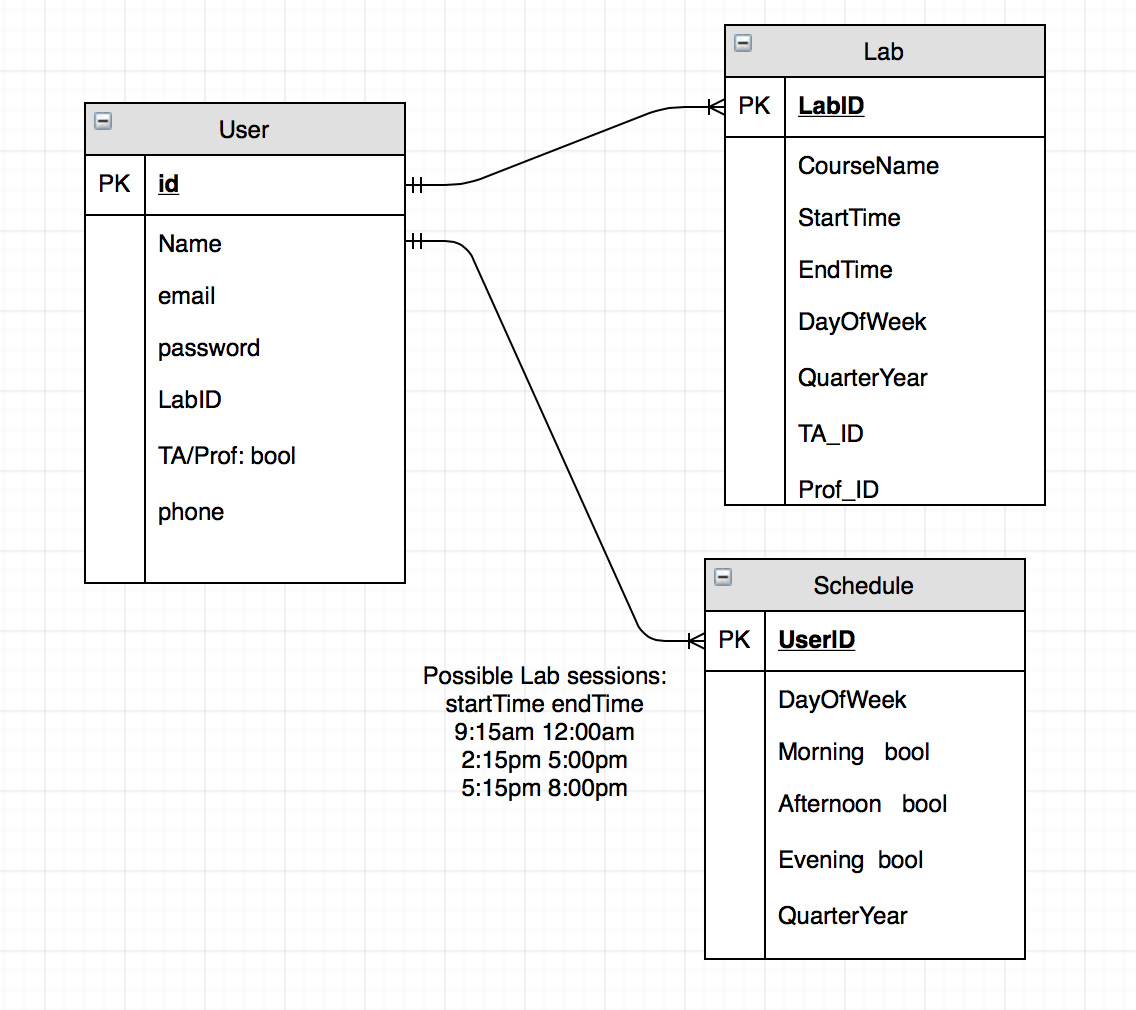 User
PK id
Name
email
password
LabID
TA/Prof: bool
phone
Lab
PK LabID
CourseName
StartTime
EndTime
DayOfWeek
QuarterYear
TA_ID
Prof_ID
Possible Lab sessions:
startTime endTime
9:15am 12:00am
2:15pm 5:00pm
5:15pm 8:00pm
Schedule
PK UserID
DayOfWeek
Morning bool
Afternoon bool
Evening bool
QuarterYear